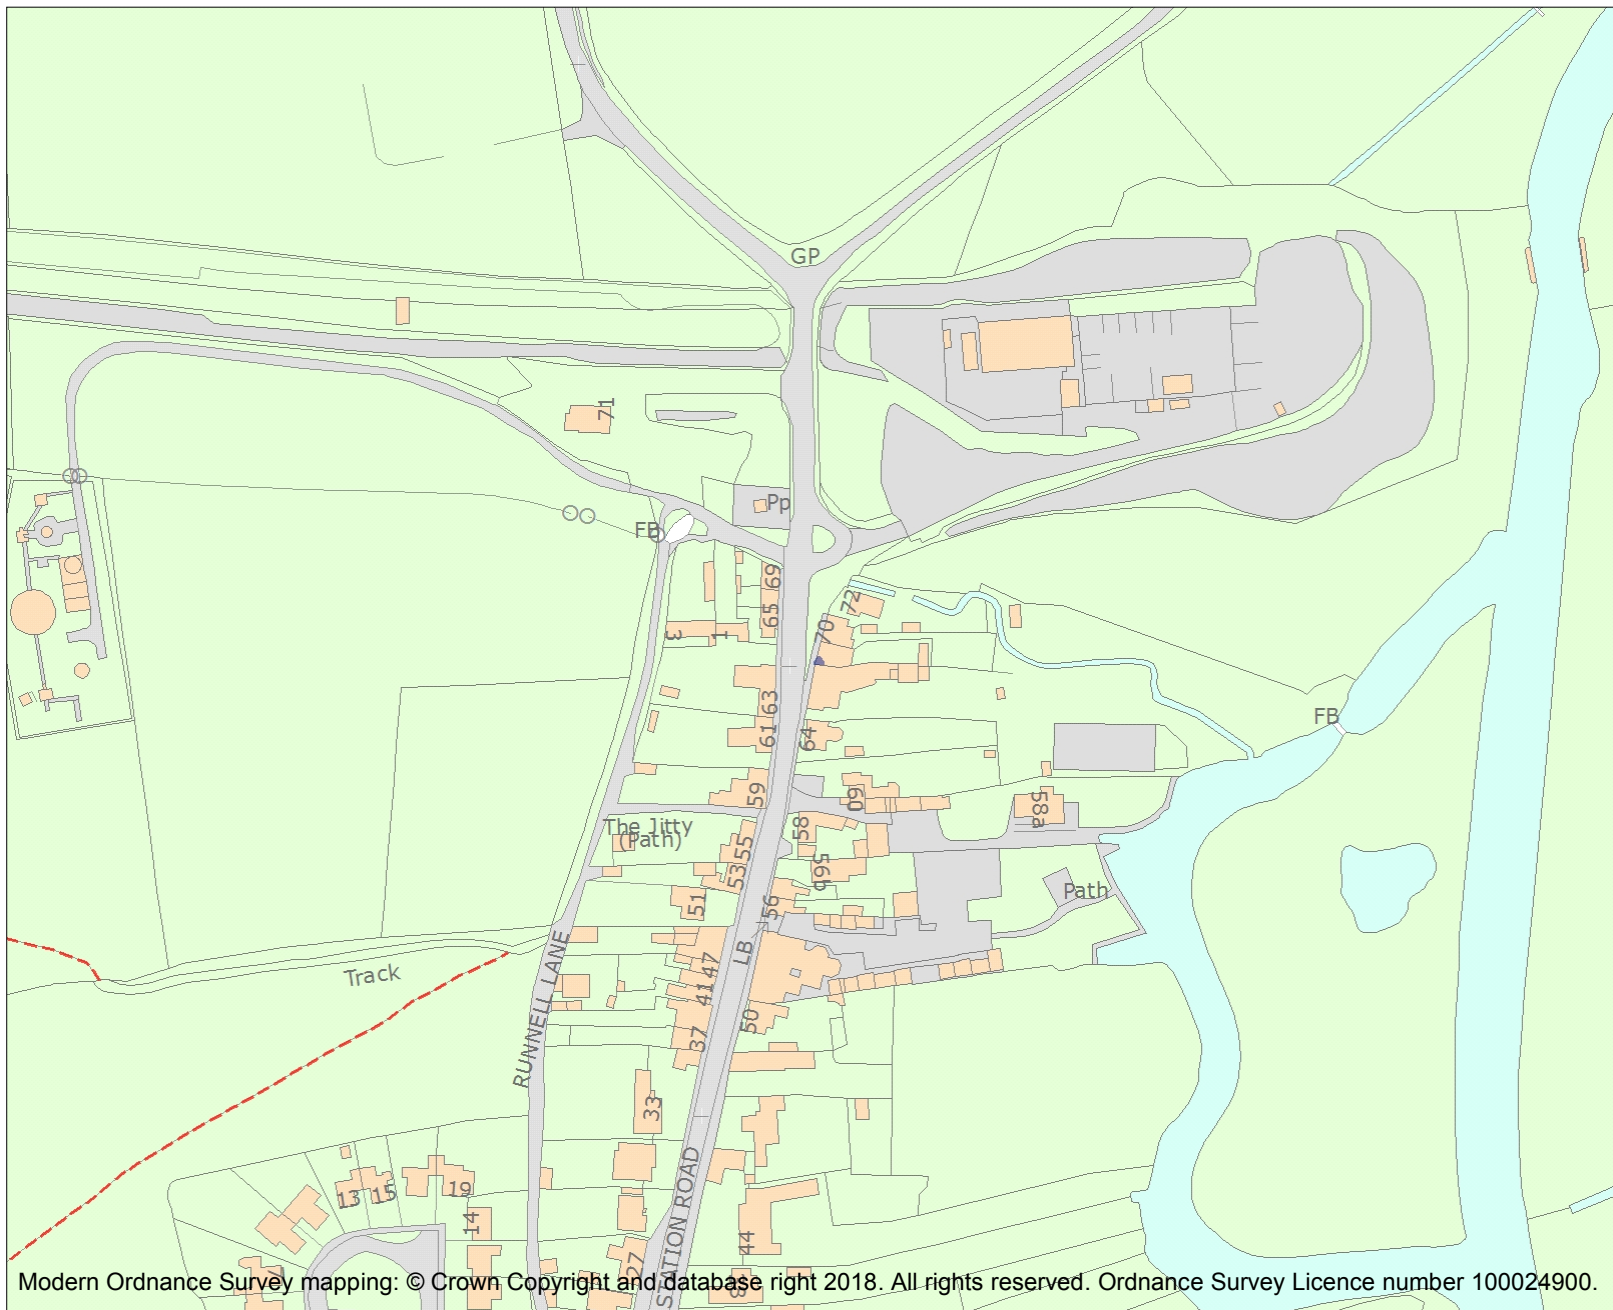 GP
71
Pp
FB
69
65
3
1
72
70
63
61
64
FB
59
60
58a
The Jitty
(Path)
58
55
53
59b
51
56
Path
LB
47
41
Track
RUNNELL LANE
50
37
33
STATION ROAD
13
15
19
14
44
27
Modern Ordnance Survey mapping: © Crown Copyright and database right 2018. All rights reserved. Ordnance Survey Licence number 100024900.